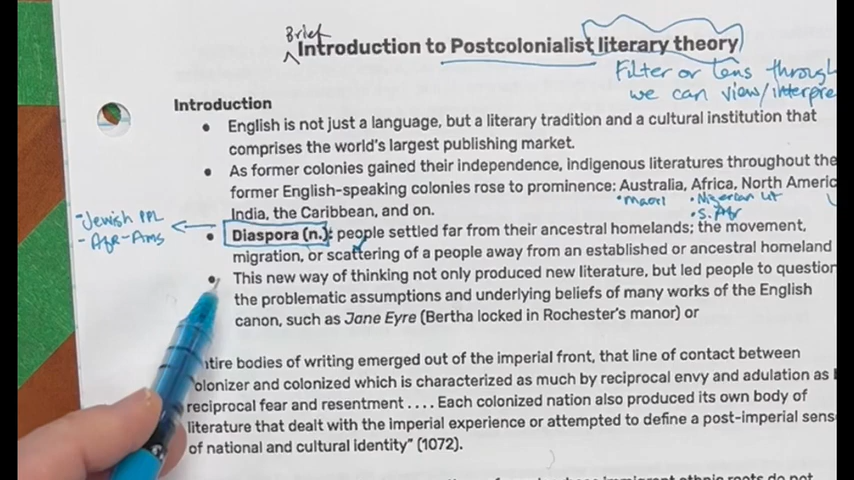 Brief
Introduction to Postcolonialist literary theory
Filter or lens through
we can view/interpre
Introduction
• English is not just a language, but a literary tradition and a cultural institution that
comprises the world's largest publishing market.
• As former colonies gained their independence, indigenous literatures throughout the
former English-speaking colonies rose to prominence: Australia, Africa, North Americ
• Maori • Nigerian lit
India, the Caribbean, and on.
• S. Afr
- Jewish PPL
- Afr-Ams
• Diaspora (n.): people settled far from their ancestral homelands; the movement,
migration, or scattering of a people away from an established or ancestral homeland
• This new way of thinking not only produced new literature, but led people to question
the problematic assumptions and underlying beliefs of many works of the English
canon, such as Jane Eyre (Bertha locked in Rochester's manor) or
ntire bodies of writing emerged out of the imperial front, that line of contact between
olonizer and colonized which is characterized as much by reciprocal envy and adulation as
reciprocal fear and resentment . . . . Each colonized nation also produced its own body of
literature that dealt with the imperial experience or attempted to define a post-imperial sens
of national and cultural identity" (1072).